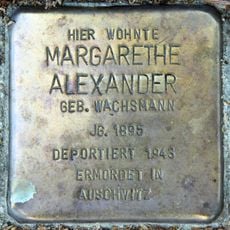 HIER WOHNTE
MARGARETHE
ALEXANDER
GEB. WACHSMANN
JG. 1895
DEPORTIERT 1943
ERMORDET IN
AUSCHWITZ